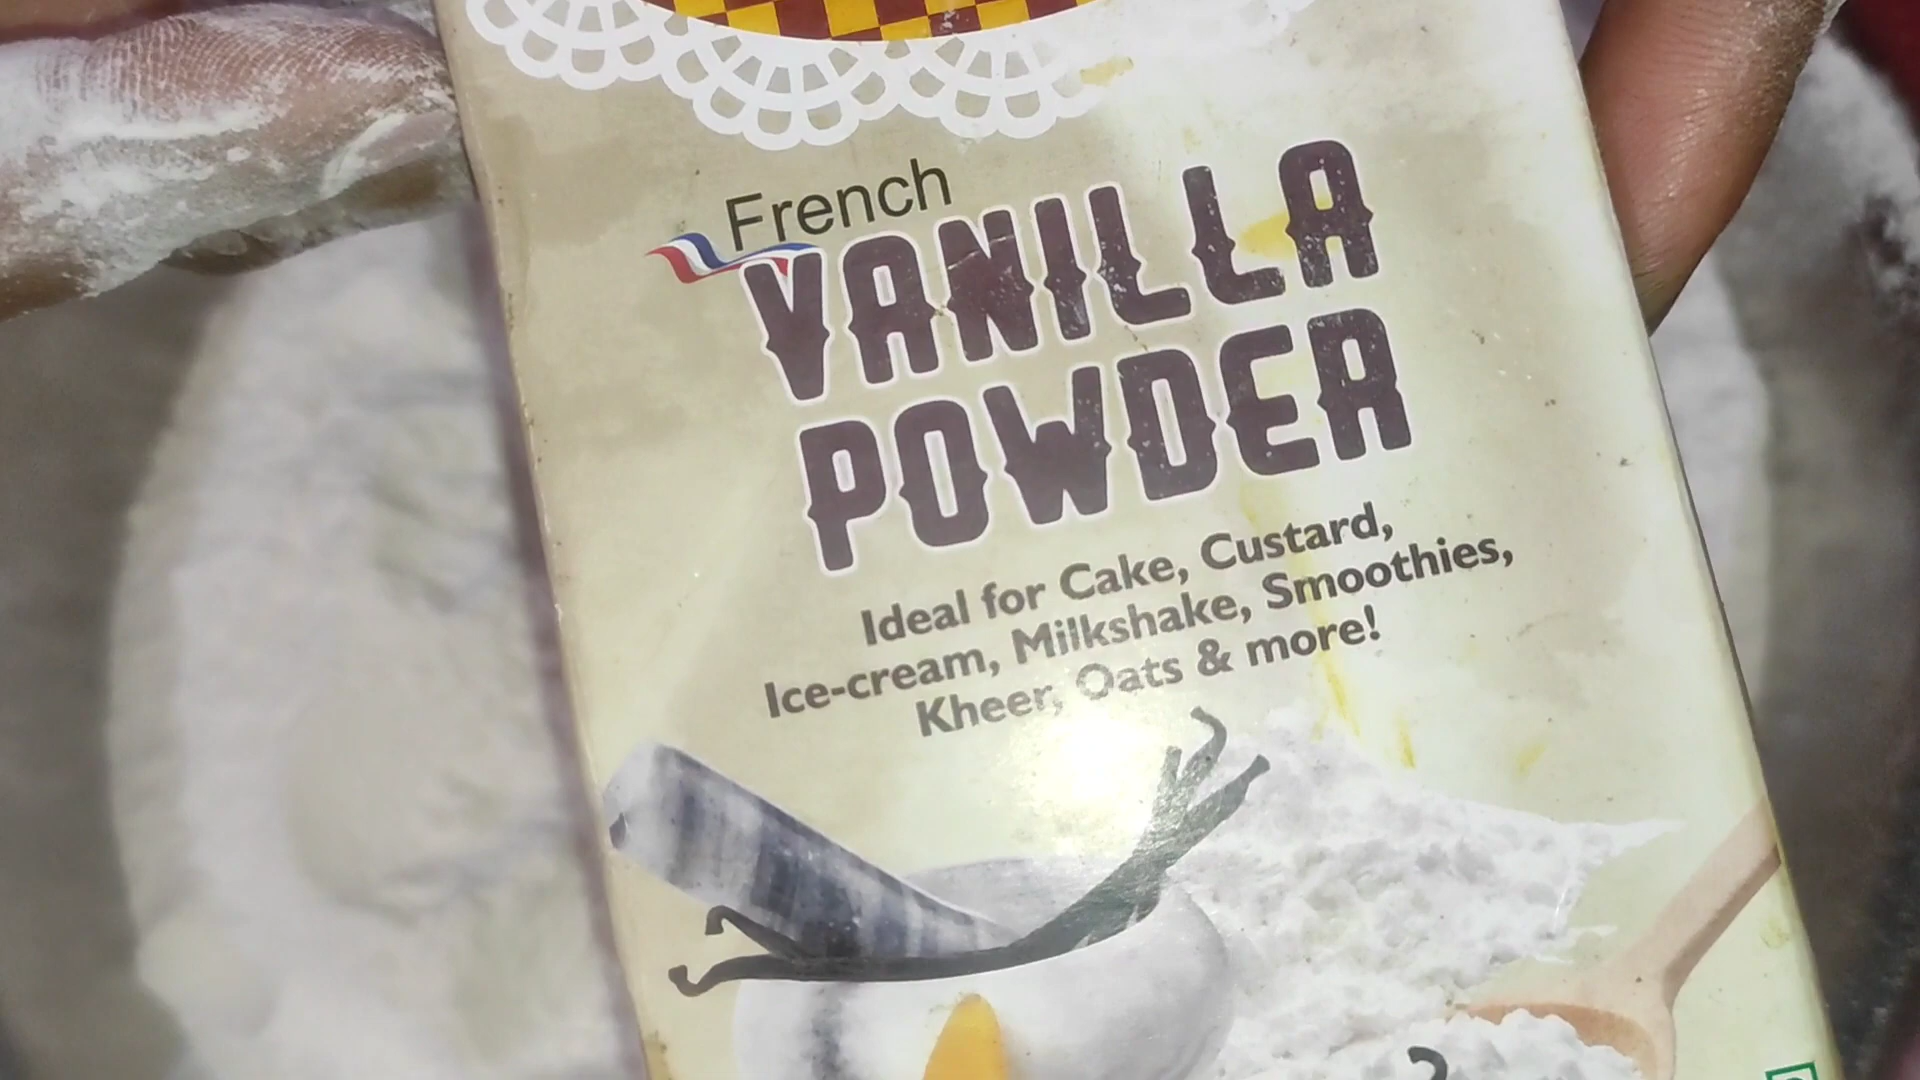 French
VANILLA
POWDER
Ideal for Cake, Custard,
Ice-cream, Milkshake, Smoothies,
Kheer, Oats & more!